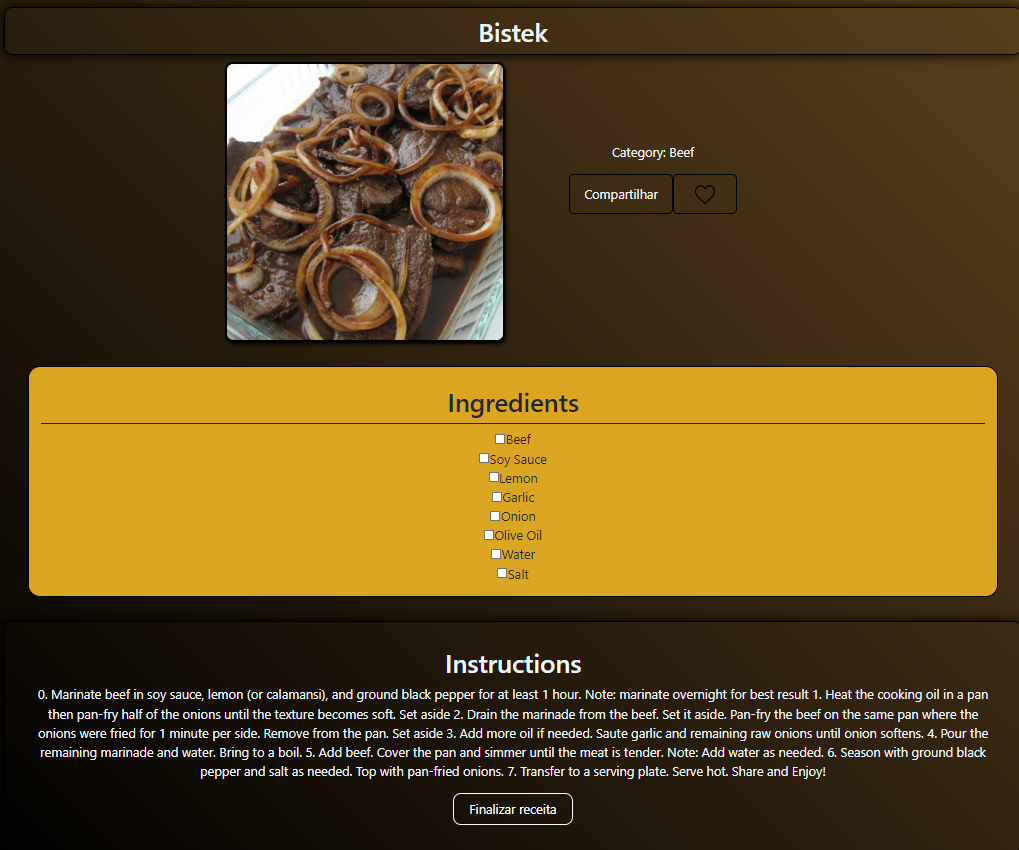 Bistek
Category: Beef
Compartilhar
Ingredients
Beef
Soy Sauce
Lemon
Garlic
Onion
Olive Oil
Water
Salt
Instructions
0. Marinate beef in soy sauce, lemon (or calamansi), and ground black pepper for at least 1 hour. Note: marinate overnight for best result 1. Heat the cooking oil in a pan
then pan-fry half of the onions until the texture becomes soft. Set aside 2. Drain the marinade from the beef. Set it aside. Pan-fry the beef on the same pan where the
onions were fried for 1 minute per side. Remove from the pan. Set aside 3. Add more oil if needed. Saute garlic and remaining raw onions until onion softens. 4. Pour the
remaining marinade and water. Bring to a boil. 5. Add beef. Cover the pan and simmer until the meat is tender. Note: Add water as needed. 6. Season with ground black
pepper and salt as needed. Top with pan-fried onions. 7. Transfer to a serving plate. Serve hot. Share and Enjoy!
Finalizar receita